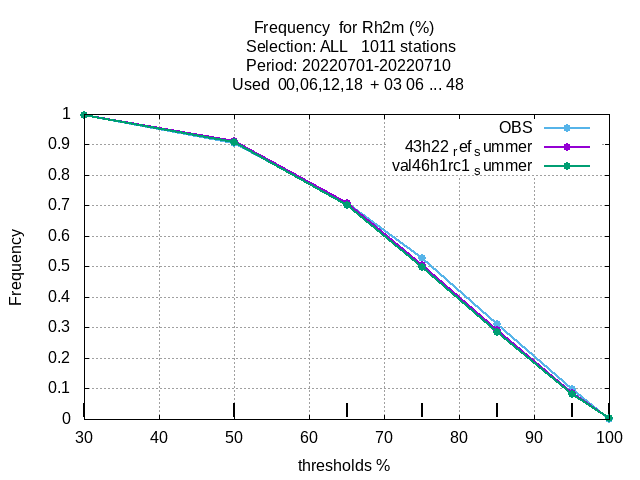 Frequency  for Rh2m (%)
Selection: ALL   1011 stations
Period: 20220701-20220710
Used  00,06,12,18  + 03 06 ... 48
OBS
43h22 ref summer
val46h1rc1 summer
1
0.9
0.8
0.7
0.6
0.5
0.4
0.3
0.2
0.1
0
Frequency
30 40 50 60 70 80 90 100
thresholds %